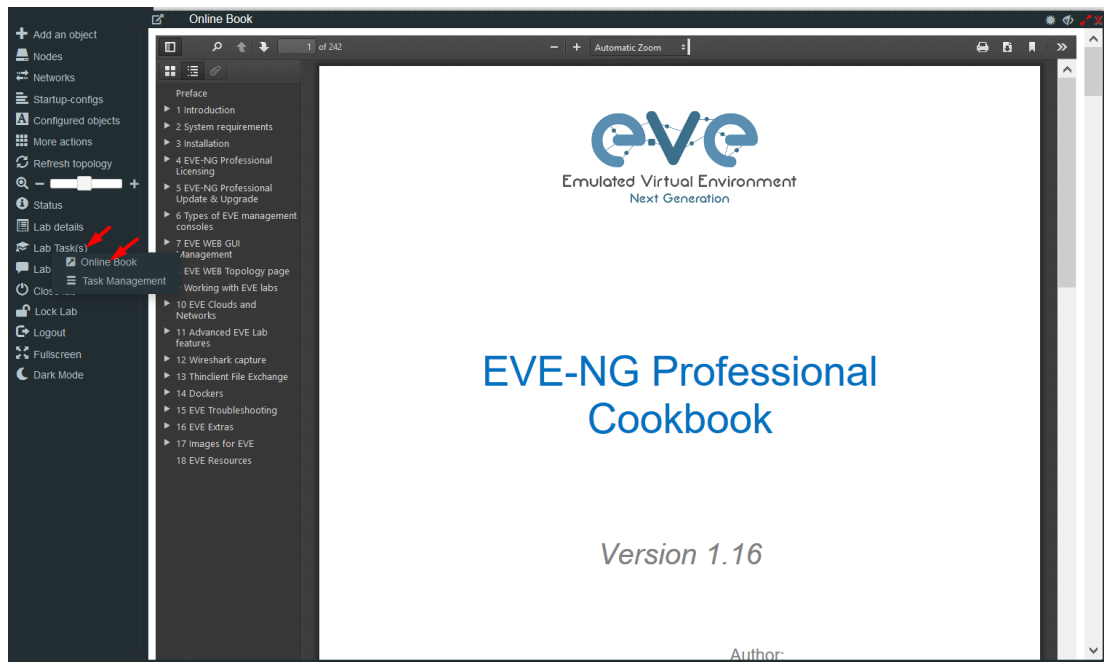 Online Book
Add an object
Nodes
Networks
Startup-configs
Configured objects
More actions
Refresh topology
Status
Lab details
Lab Task(s)
Online Book
Task Management
Lab
Lock Lab
Logout
Fullscreen
Dark Mode
1 of 242
Automatic Zoom
Preface
1 Introduction
2 System requirements
3 Installation
4 EVE-NG Professional
Licensing
5 EVE-NG Professional
Update & Upgrade
6 Types of EVE management
consoles
7 EVE WEB GUI
Management
EVE WEB Topology page
Working with EVE labs
10 EVE Clouds and
Networks
11 Advanced EVE Lab
features
12 Wireshark capture
13 Thinclient File Exchange
14 Dockers
15 EVE Troubleshooting
16 EVE Extras
17 Images for EVE
18 EVE Resources
eve
Emulated Virtual Environment
Next Generation
EVE-NG Professional
Cookbook
Version 1.16
Author: